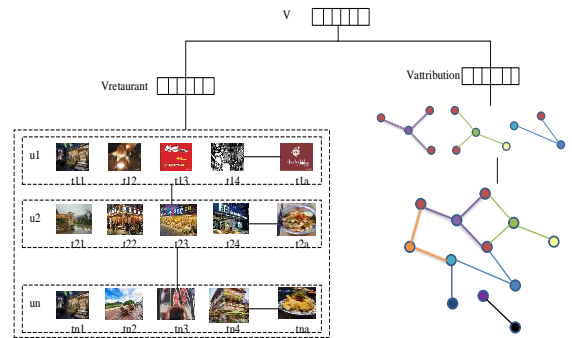 V
Vretaurant
Vattribution
u1
t11 t12 t13 t14 t1a
u2
t21 t22 t23 t24 t2a
un
tn1 tn2 tn3 tn4 tna